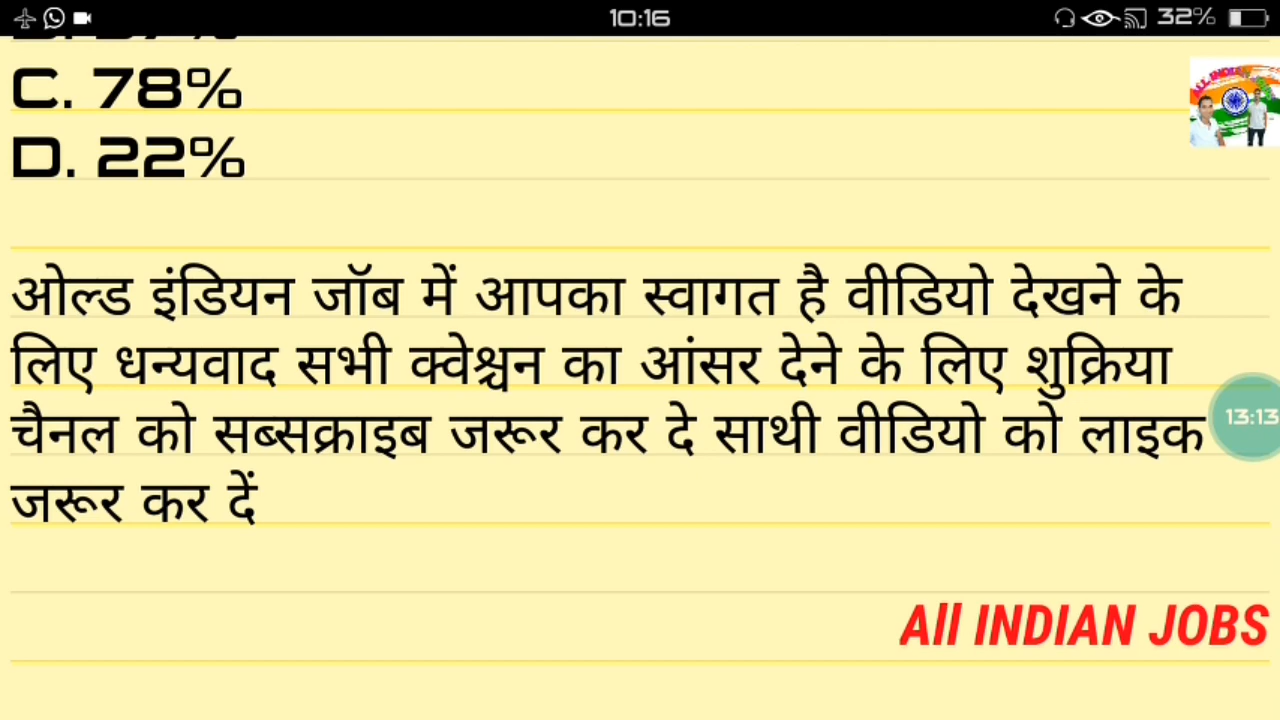 10:16
32%
C. 78%
D. 22%
ओल्ड इंडियन जॉब में आपका स्वागत है वीडियो देखने के
लिए धन्यवाद सभी क्वेश्चन का आंसर देने के लिए शुक्रिया
चैनल को सब्सक्राइब जरूर कर दे साथी वीडियो को लाइक
13:13
जरूर कर दें
All INDIAN JOBS